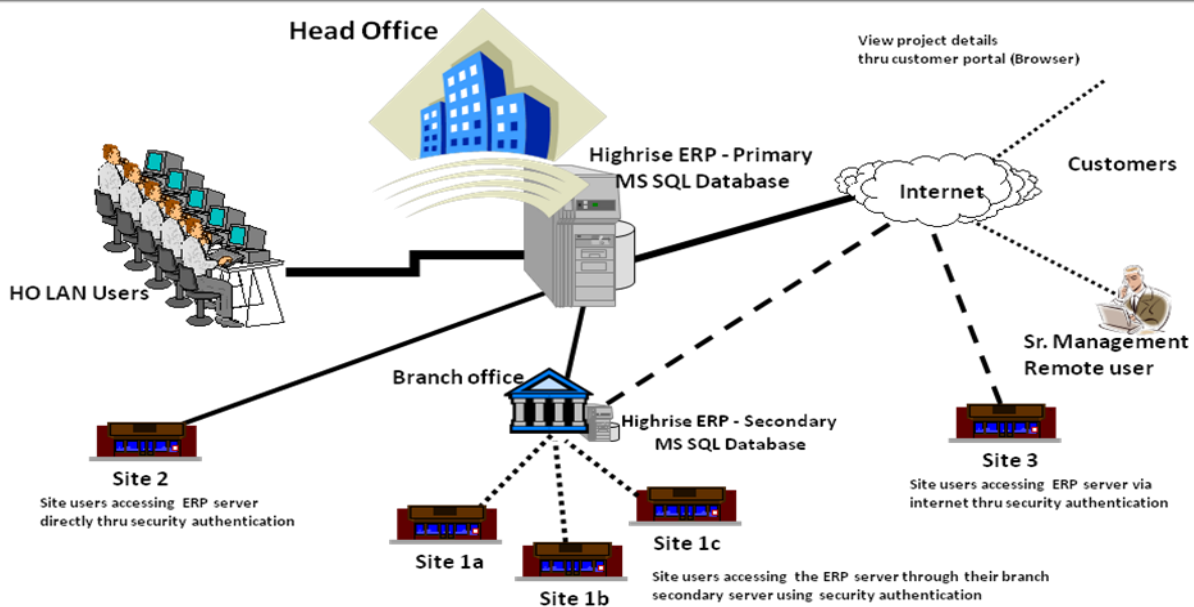 Head Office
View project details
thru customer portal (Browser)
Highrise ERP - Primary
MS SQL Database
Customers
Internet
HO LAN Users
Sr. Management
Remote user
Branch office
Highrise ERP - Secondary
MS SQL Database
Site 2
Site users accessing ERP server
directly thru security authentication
Site 3
Site users accessing ERP server via
internet thru security authentication
Site 1a
Site 1b
Site 1c
Site users accessing the ERP server through their branch
secondary server using security authentication